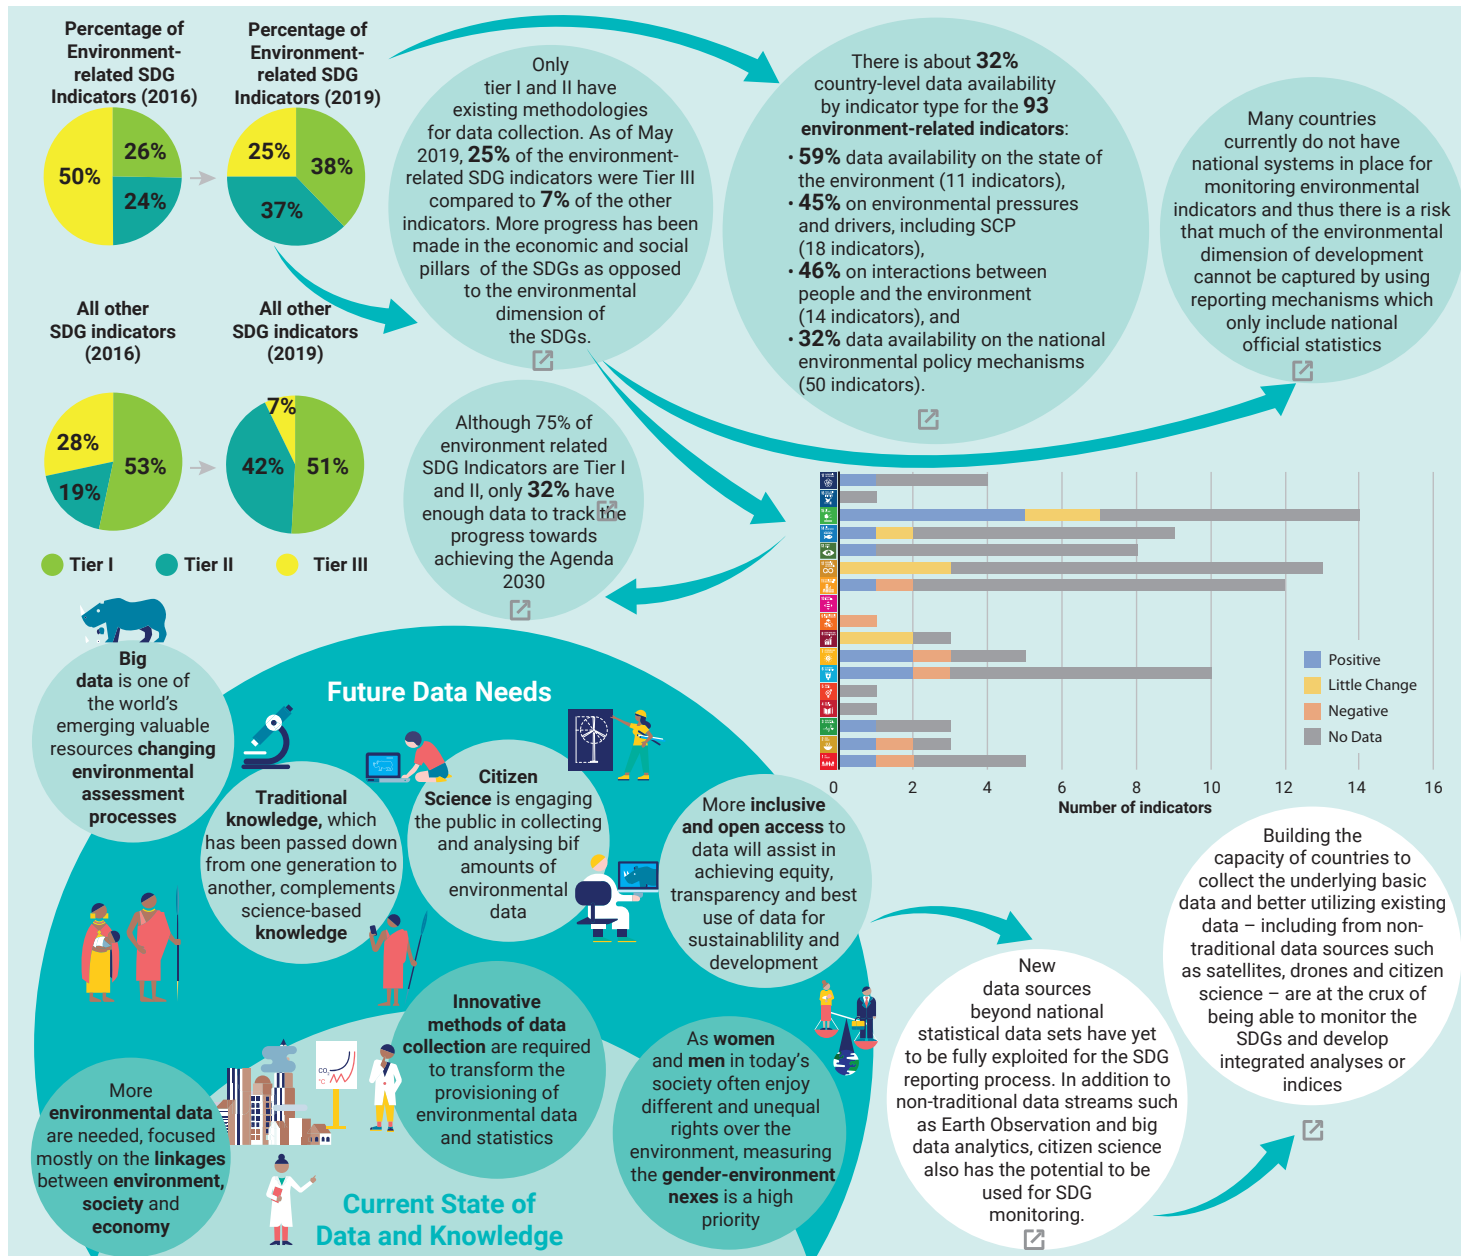 Percentage of
Environment-
related SDG
Indicators (2016)
Percentage of
Environment-
related SDG
Indicators (2019)
50%
26%
24%
25%
38%
37%
All other
SDG indicators
(2016)
All other
SDG indicators
(2019)
28%
53%
19%
7%
42%
51%
Tier I
Tier II
Tier III
Only
tier I and II have
existing methodologies
for data collection. As of May
2019, 25% of the environment-
related SDG indicators were Tier III
compared to 7% of the other
indicators. More progress has been
made in the economic and social
pillars of the SDGs as opposed
to the environmental
dimension of
the SDGs.
There is about 32%
country-level data availability
by indicator type for the 93
environment-related indicators:
• 59% data availability on the state of
the environment (11 indicators),
• 45% on environmental pressures
and drivers, including SCP
(18 indicators),
• 46% on interactions between
people and the environment
(14 indicators), and
• 32% data availability on the national
environmental policy mechanisms
(50 indicators).
Many countries
currently do not have
national systems in place for
monitoring environmental
indicators and thus there is a risk
that much of the environmental
dimension of development
cannot be captured by using
reporting mechanisms which
only include national
official statistics
Although 75% of
environment related
SDG Indicators are Tier I
and II, only 32% have
enough data to track the
progress towards
achieving the Agenda
2030
Positive
Little Change
Negative
No Data
0 2 4 6 8 10 12 14 16
Number of indicators
Future Data Needs
Big
data is one of
the world's
emerging valuable
resources changing
environmental
assessment
processes
Traditional
knowledge, which
has been passed down
from one generation to
another, complements
science-based
knowledge
Citizen
Science is engaging
the public in collecting
and analysing bif
amounts of
environmental
data
More inclusive
and open access to
data will assist in
achieving equity,
transparency and best
use of data for
sustainablility and
development
Innovative
methods of data
collection are required
to transform the
provisioning of
environmental data
and statistics
As women
and men in today's
society often enjoy
different and unequal
rights over the
environment, measuring
the gender-environment
nexes is a high
priority
More
environmental data
are needed, focused
mostly on the linkages
between environment,
society and
economy
CO₂
°C
Current State of
Data and Knowledge
New
data sources
beyond national
statistical data sets have yet
to be fully exploited for the SDG
reporting process. In addition to
non-traditional data streams such
as Earth Observation and big
data analytics, citizen science
also has the potential to be
used for SDG
monitoring.
Building the
capacity of countries to
collect the underlying basic
data and better utilizing existing
data – including from non-
traditional data sources such
as satellites, drones and citizen
science – are at the crux of
being able to monitor the
SDGs and develop
integrated analyses or
indices